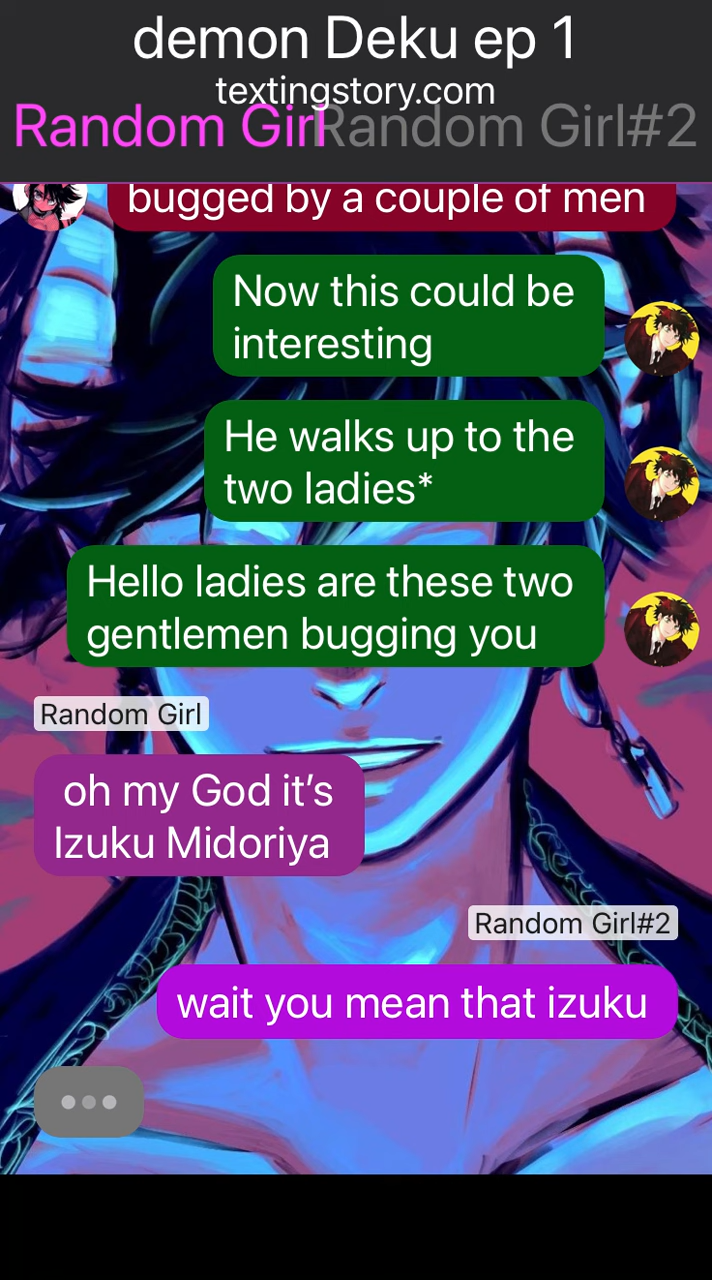 demon Deku ep 1
textingstory.com
Random Girl Random Girl#2
bugged by a couple of men
Now this could be
interesting
He walks up to the
two ladies*
Hello ladies are these two
gentlemen bugging you
Random Girl
oh my God it’s
Izuku Midoriya
Random Girl#2
wait you mean that izuku